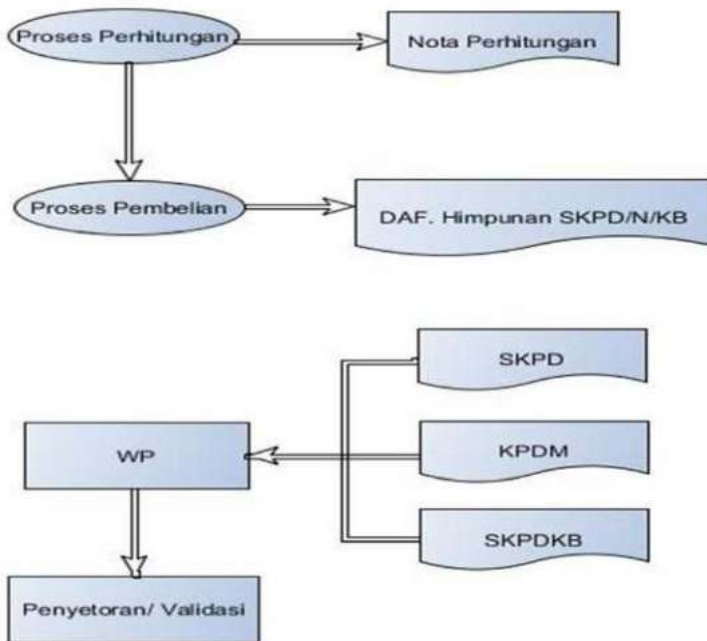 Proses Perhitungan
Nota Perhitungan
Proses Pembelian
DAF. Himpunan SKPD/N/KB
SKPD
WP
KPDM
SKPDKB
Penyetoran/ Validasi